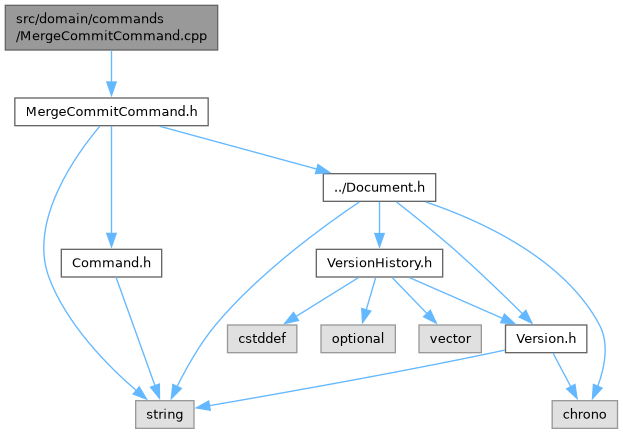 src/domain/commands
/MergeCommitCommand.cpp
MergeCommitCommand.h
../Document.h
Command.h
VersionHistory.h
cstddef
optional
vector
Version.h
string
chrono